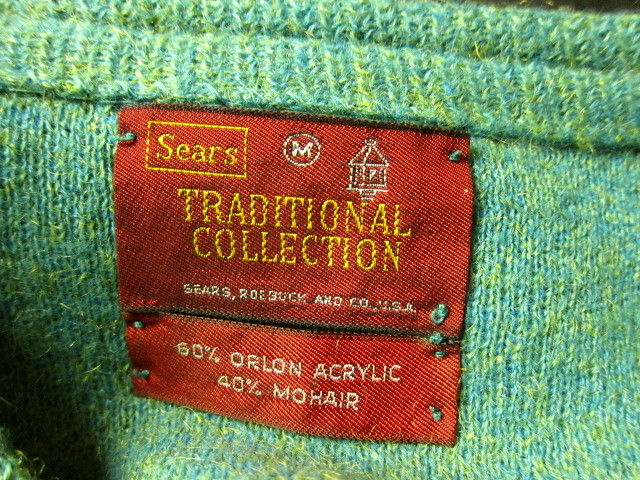 Sears M
TRADITIONAL
COLLECTION
SEARS, ROEBUCK AND CO., U.S.A.
60% ORLON ACRYLIC
40% MOHAIR